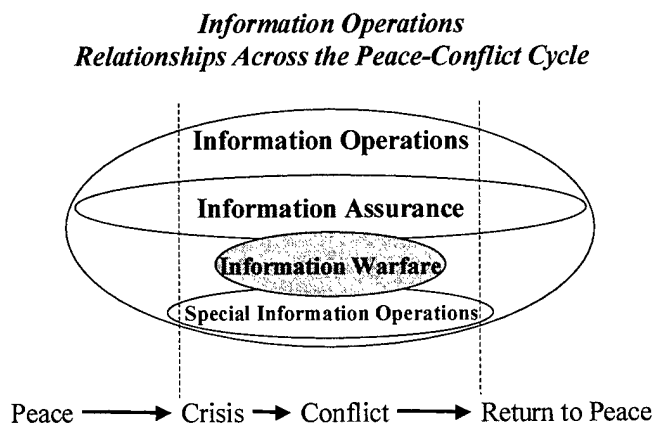 Information Operations
Relationships Across the Peace-Conflict Cycle
Information Operations
Information Assurance
Information Warfare
Special Information Operations
Peace Crisis Conflict Return to Peace